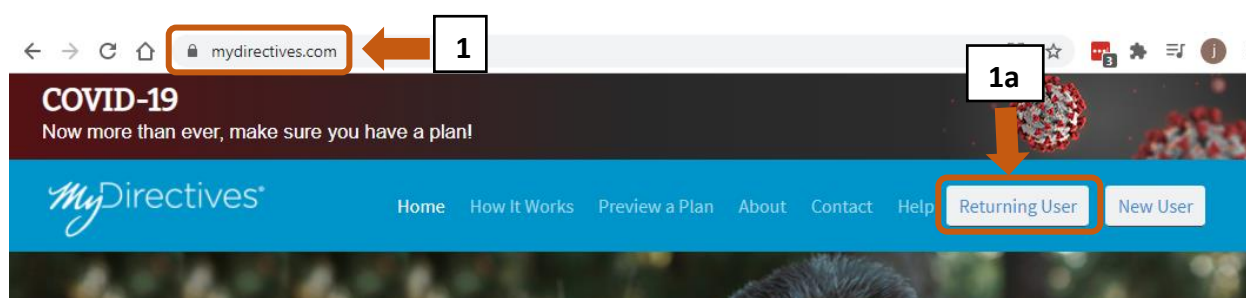 mydirectives.com
1
3
j
1a
COVID-19
Now more than ever, make sure you have a plan!
MyDirectives®
Home How It Works Preview a Plan About Contact Help Returning User New User